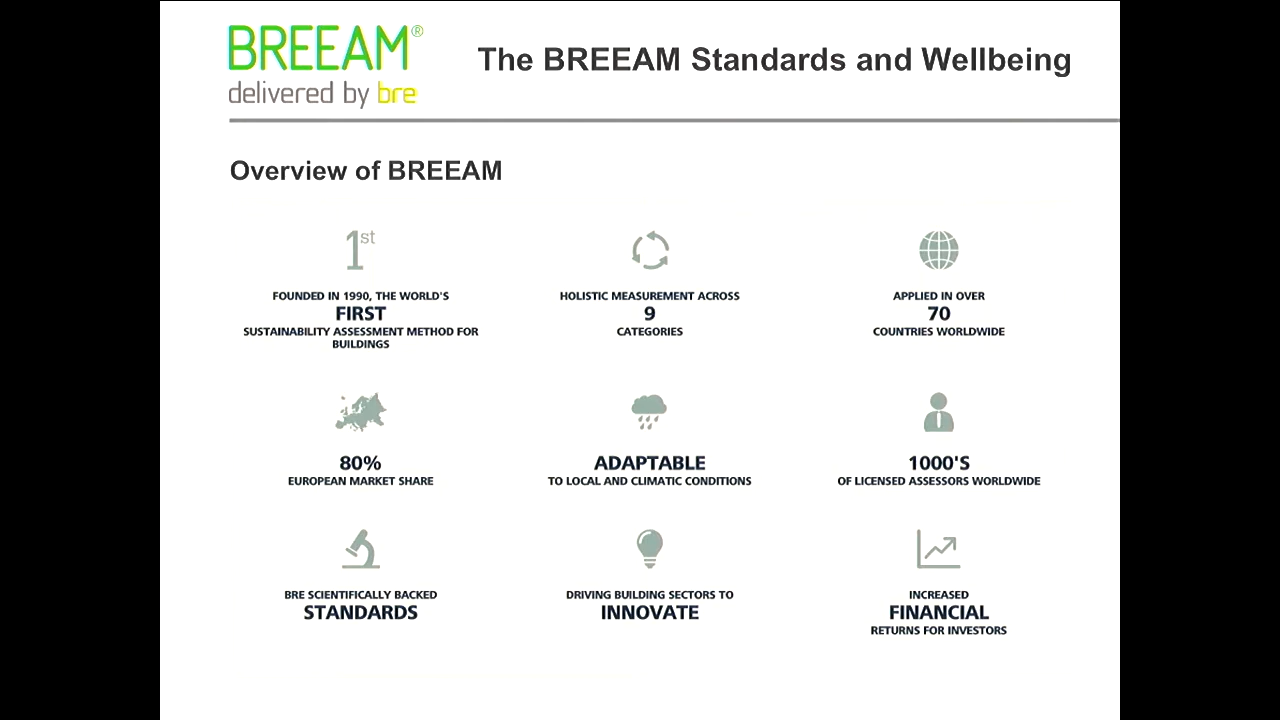 BREEAM®
delivered by bre
The BREEAM Standards and Wellbeing
Overview of BREEAM
1st
FOUNDED IN 1990, THE WORLD'S
FIRST
SUSTAINABILITY ASSESSMENT METHOD FOR
BUILDINGS
HOLISTIC MEASUREMENT ACROSS
9
CATEGORIES
APPLIED IN OVER
70
COUNTRIES WORLDWIDE
80%
EUROPEAN MARKET SHARE
ADAPTABLE
TO LOCAL AND CLIMATIC CONDITIONS
1000'S
OF LICENSED ASSESSORS WORLDWIDE
BRE SCIENTIFICALLY BACKED
STANDARDS
DRIVING BUILDING SECTORS TO
INNOVATE
INCREASED
FINANCIAL
RETURNS FOR INVESTORS